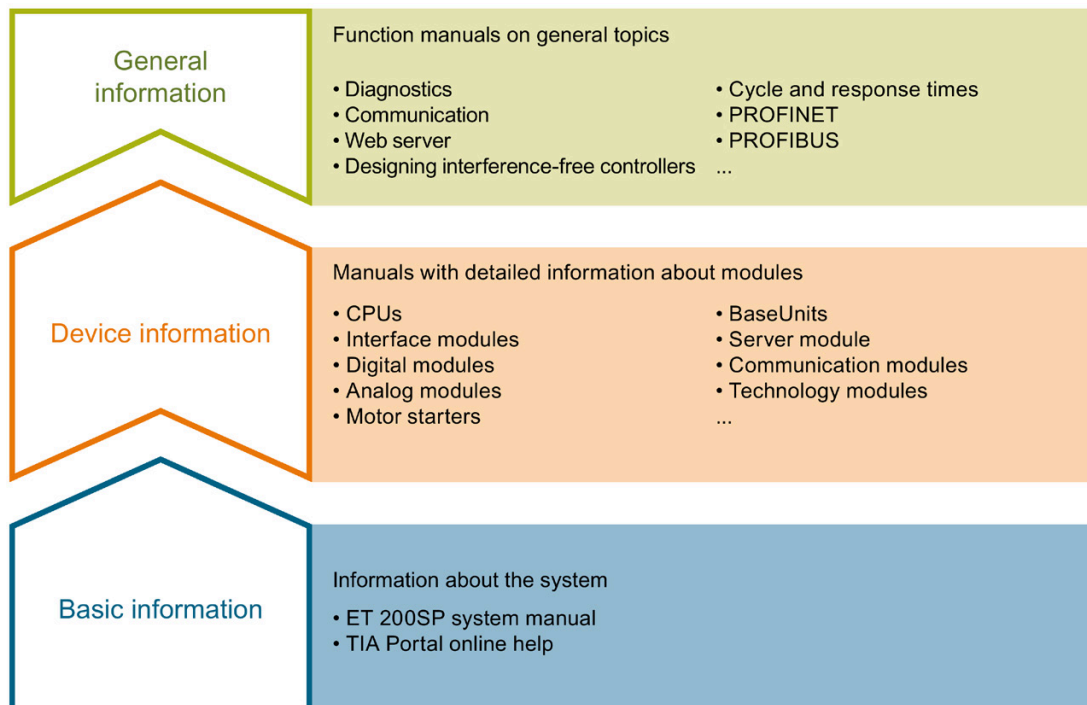 General
information
Function manuals on general topics
• Diagnostics
• Communication
• Web server
• Designing interference-free controllers
• Cycle and response times
• PROFINET
• PROFIBUS
...
Device information
Manuals with detailed information about modules
• CPUs
• Interface modules
• Digital modules
• Analog modules
• Motor starters
• BaseUnits
• Server module
• Communication modules
• Technology modules
...
Basic information
Information about the system
• ET 200SP system manual
• TIA Portal online help